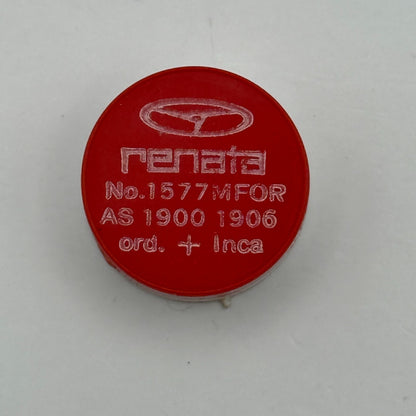 renata
No.1577MFOR
AS 1900 1906
ord. + Inca